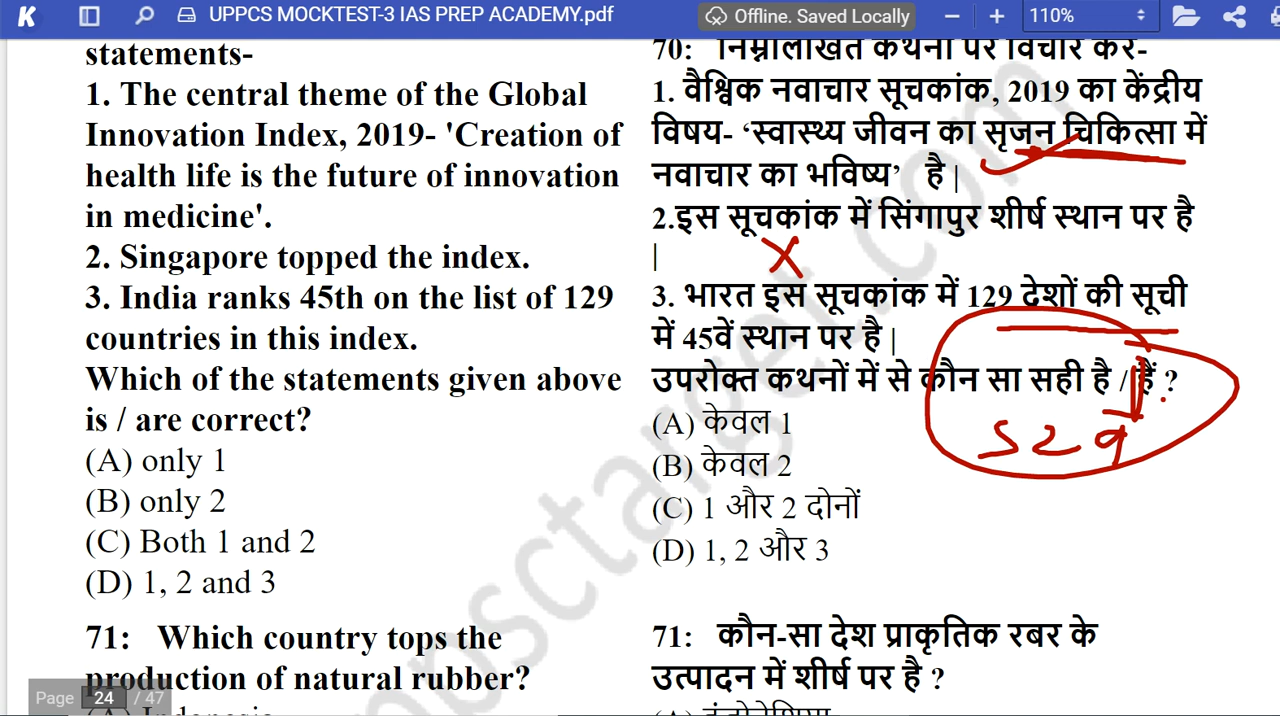 UPPCS MOCKTEST-3 IAS PREP ACADEMY.pdf
Offline. Saved Locally
110%
statements-
1. The central theme of the Global
Innovation Index, 2019- 'Creation of
health life is the future of innovation
in medicine'.
2. Singapore topped the index.
3. India ranks 45th on the list of 129
countries in this index.
Which of the statements given above
is / are correct?
(A) only 1
(B) only 2
(C) Both 1 and 2
(D) 1, 2 and 3
71: Which country tops the
production of natural rubber?
70: निम्नलिखित कथनों पर विचार करें-
1. वैश्विक नवाचार सूचकांक, 2019 का केंद्रीय
विषय- ‘स्वास्थ्य जीवन का सृजन चिकित्सा में
नवाचार का भविष्य’ है |
2.इस सूचकांक में सिंगापुर शीर्ष स्थान पर है
|
3. भारत इस सूचकांक में 129 देशों की सूची
में 45वें स्थान पर है |
उपरोक्त कथनों में से कौन सा सही है / हैं ?
529
(A) केवल 1
(B) केवल 2
(C) 1 और 2 दोनों
(D) 1, 2 और 3
71: कौन-सा देश प्राकृतिक रबर के
उत्पादन में शीर्ष पर है ?
Page 24 / 47